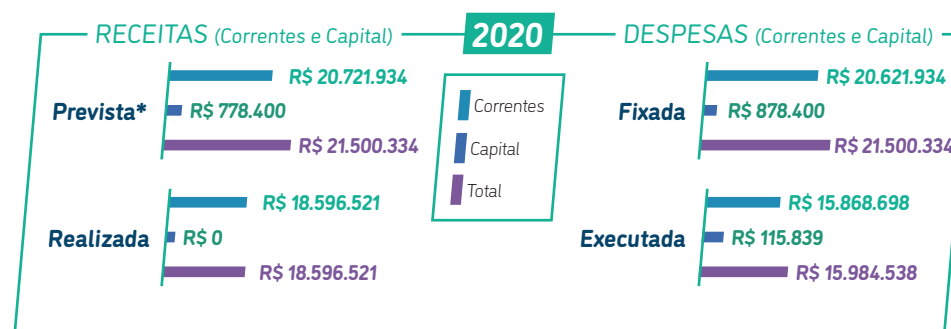 RECEITAS (Correntes e Capital)
2020
DESPESAS (Correntes e Capital)
Prevista*
R$ 20.721.934
R$ 778.400
R$ 21.500.334
Realizada
R$ 18.596.521
R$ 0
R$ 18.596.521
Correntes
Capital
Total
Fixada
R$ 20.621.934
R$ 878.400
R$ 21.500.334
Executada
R$ 15.868.698
R$ 115.839
R$ 15.984.538